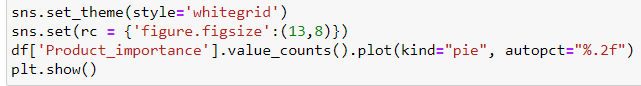 sns.set_theme(style='whitegrid')
sns.set(rc = {'figure.figsize':(13,8)})
df['Product_importance'].value_counts().plot(kind="pie", autopct="%.2f")
plt.show()